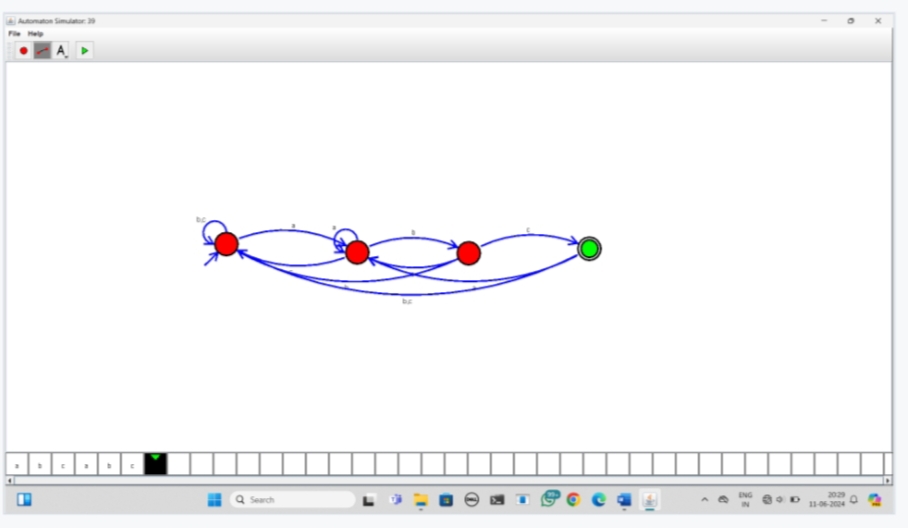 Automaton Simulator: 39
File Help
A
b,c
a
a
b
c
b,c
a b c a b c
Search
99+
ENG
IN
20:29
11-06-2024